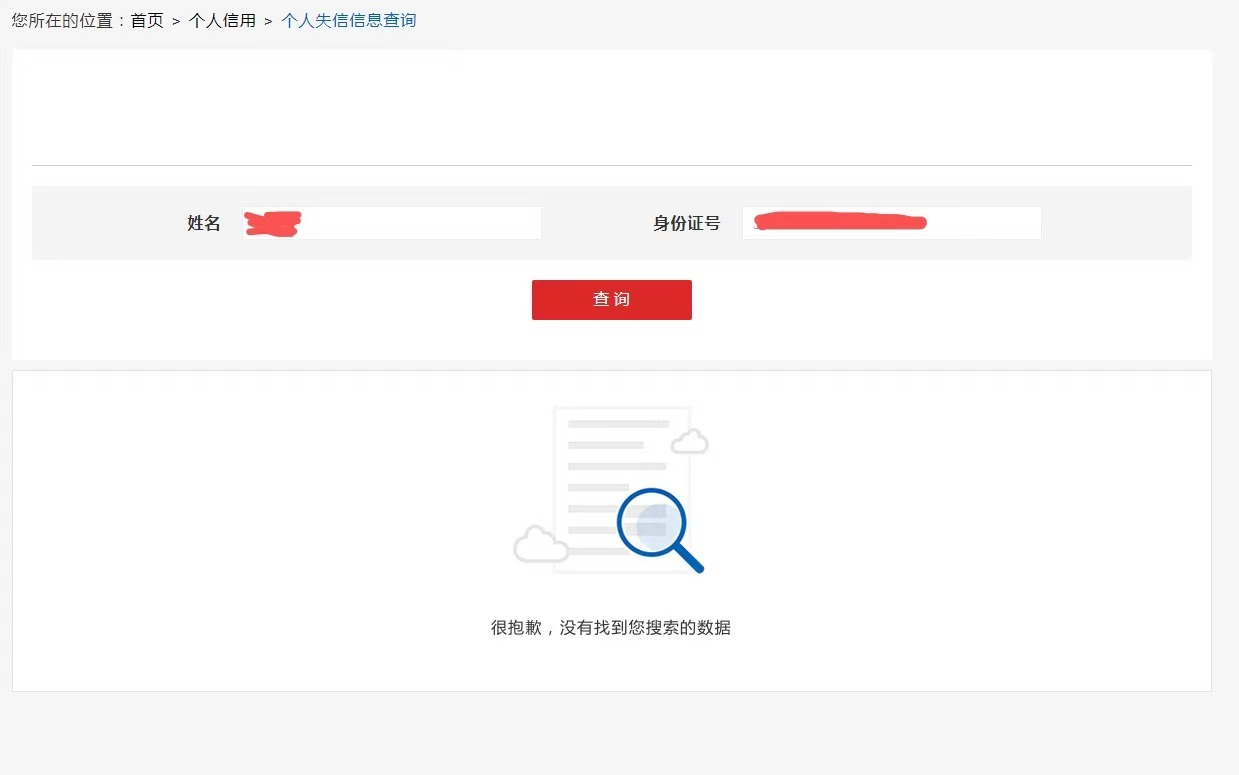 您所在的位置：首页 > 个人信用 > 个人失信信息查询
姓名 身份证号
查询
很抱歉，没有找到您搜索的数据